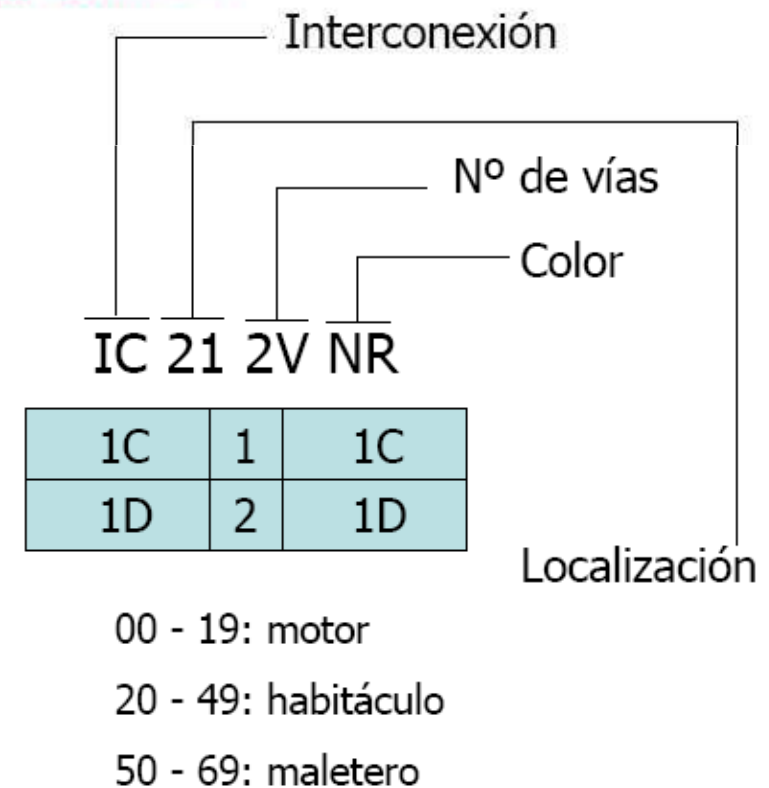 Interconexión
Nº de vías
Color
IC 21 2V NR
1C 1 1C
1D 2 1D
Localización
00 - 19: motor
20 - 49: habitáculo
50 - 69: maletero